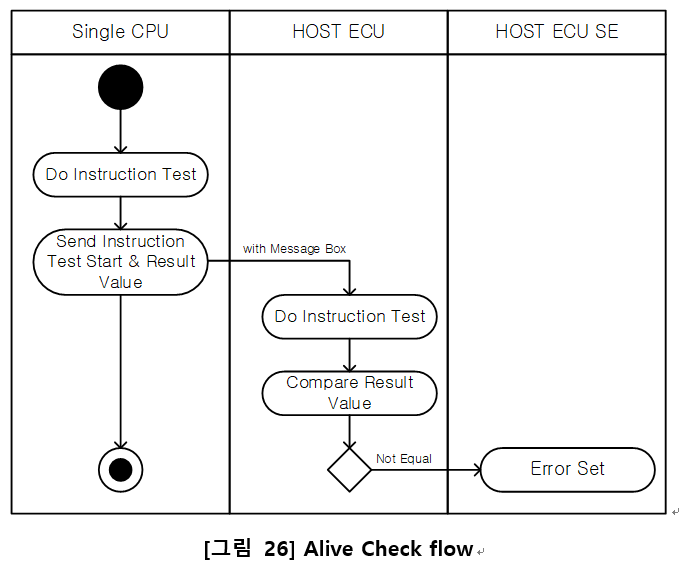 Single CPU
HOST ECU
HOST ECU SE
Do Instruction Test
Send Instruction
Test Start & Result
Value
with Message Box
Do Instruction Test
Compare Result
Value
Not Equal
Error Set
[그림 26] Alive Check flow